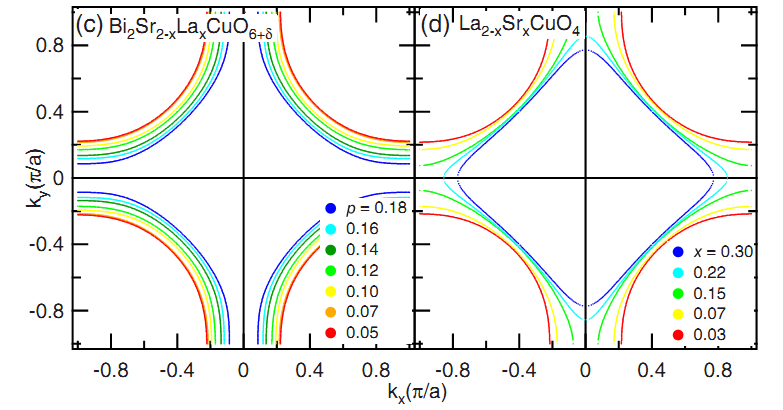 (c) Bi2Sr2-xLaxCuO6+δ
(d) La2-xSrxCuO4
0.8
0.4
0
-0.4
-0.8
ky(π/a)
p = 0.18
0.16
0.14
0.12
0.10
0.07
0.05
x = 0.30
0.22
0.15
0.07
0.03
-0.8 -0.4 0 0.4 0.8 -0.8 -0.4 0 0.4 0.8
kx(π/a)